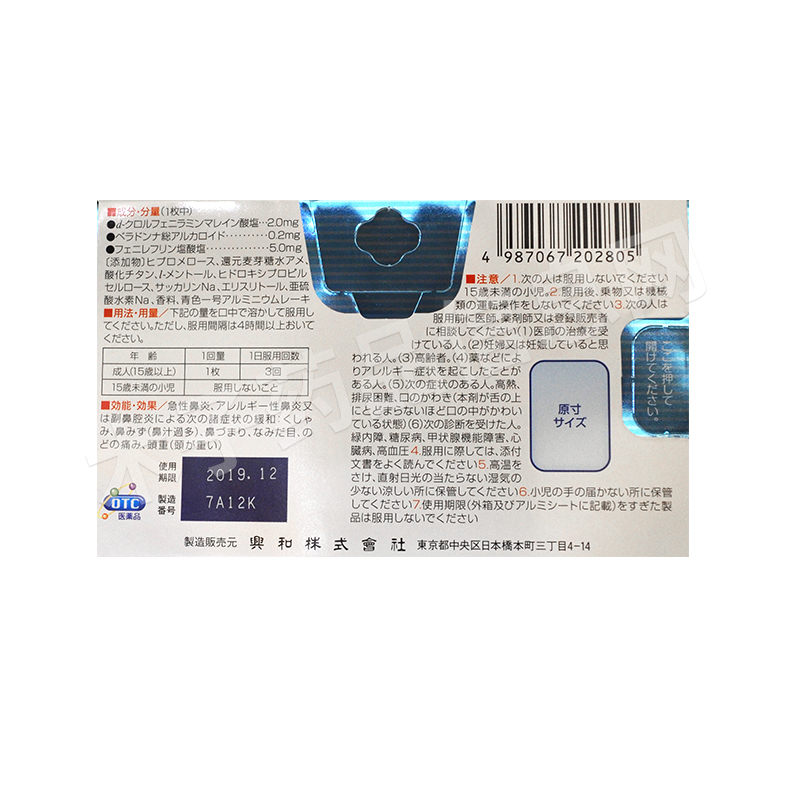 ■成分・分量(1枚中)
●d-クロルフェニラミンマレイン酸塩…2.0mg
●ベラドンナ総アルカロイド…………0.2mg
●フェニレフリン塩酸塩……………5.0mg
〔添加物〕ヒプロメロース、還元麦芽糖水アメ、
酸化チタン、l-メントール、ヒドロキシプロピル
セルロース、サッカリンNa、エリスリトール、亜硫
酸水素Na、香料、青色一号アルミニウムレーキ
■用法・用量/下記の量を口中で溶かして服用し
てください。ただし、服用間隔は4時間以上おいて
ください。
年 齢 1回量 1日服用回数
成人(15歳以上) 1枚 3回
15歳未満の小児 服用しないこと
■効能・効果/急性鼻炎、アレルギー性鼻炎又
は副鼻腔炎による次の諸症状の緩和:くしゃ
み、鼻みず(鼻汁過多)、鼻づまり、なみだ目、の
どの痛み、頭重(頭が重い)
使用
期限
2019.12
製造
番号
7A12K
OTC
医薬品
4 987067 202805
■注意/1.次の人は服用しないでください
15歳未満の小児。2.服用後、乗物又は機械
類の運転操作をしないでください3.次の人は
服用前に医師、薬剤師又は登録販売者
に相談してください(1)医師の治療を受
けている人。(2)妊婦又は妊娠していると思
われる人。(3)高齢者。(4)薬などによ
りアレルギー症状を起こしたことが
ある人。(5)次の症状のある人。高熱、
排尿困難、口のかわき(本剤が舌の上
にとどまらないほど口の中がかわい
ている状態)(6)次の診断を受けた人。
緑内障、糖尿病、甲状腺機能障害、心
臓病、高血圧4.服用に際しては、添付
文書をよく読んでください5.高温を
さけ、直射日光の当たらない湿気の
少ない涼しい所に保管してください6.小児の手の届かない所に保管
してください7.使用期限(外箱及びアルミシートに記載)をすぎた製
品は服用しないでください
原寸
サイズ
ここを押して
開けてください。
製造販売元 興和株式會社 東京都中央区日本橋本町三丁目4-14